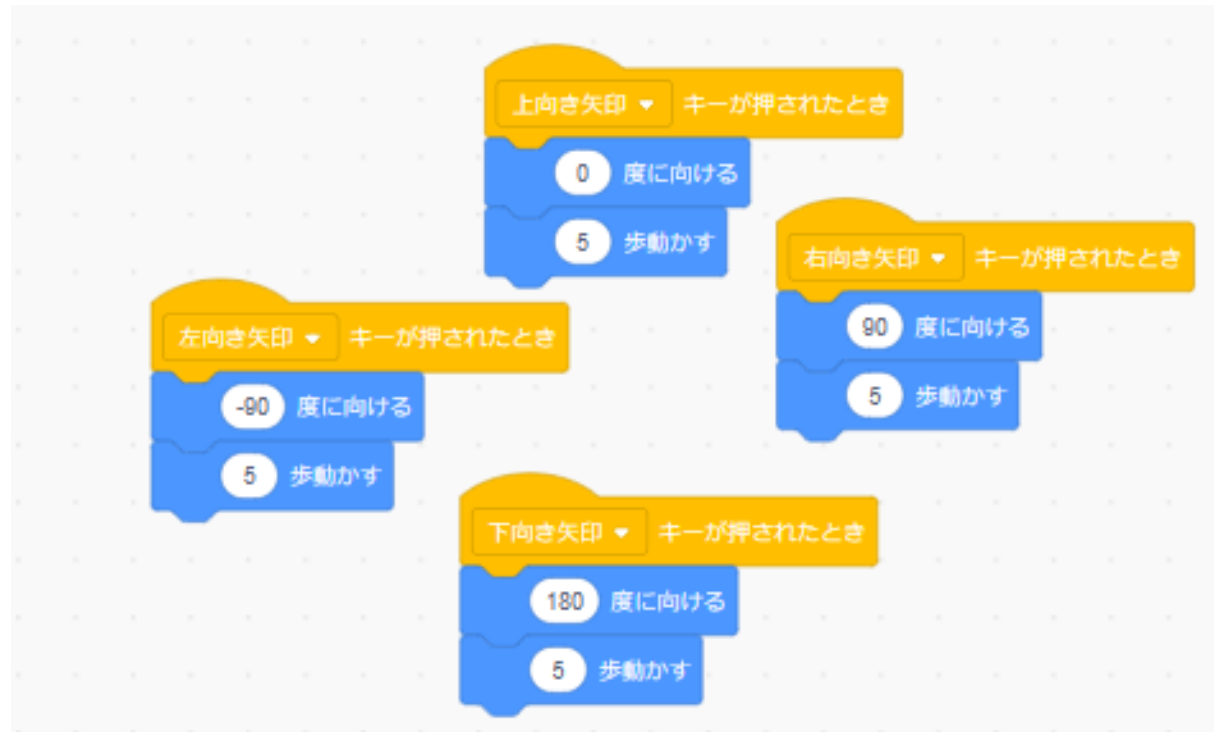 上向き矢印 キーが押されたとき
0 度に向ける
5 歩動かす
右向き矢印 キーが押されたとき
90 度に向ける
5 歩動かす
左向き矢印 キーが押されたとき
-90 度に向ける
5 歩動かす
下向き矢印 キーが押されたとき
180 度に向ける
5 歩動かす